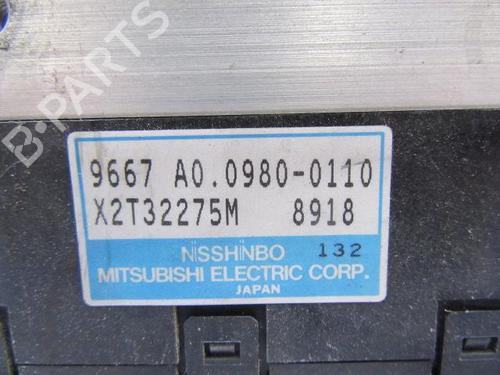 B-PARTS
9667 A0.0980-0110
X2T32275M 8918
NISSHINBO 132
MITSUBISHI ELECTRIC CORP.
JAPAN